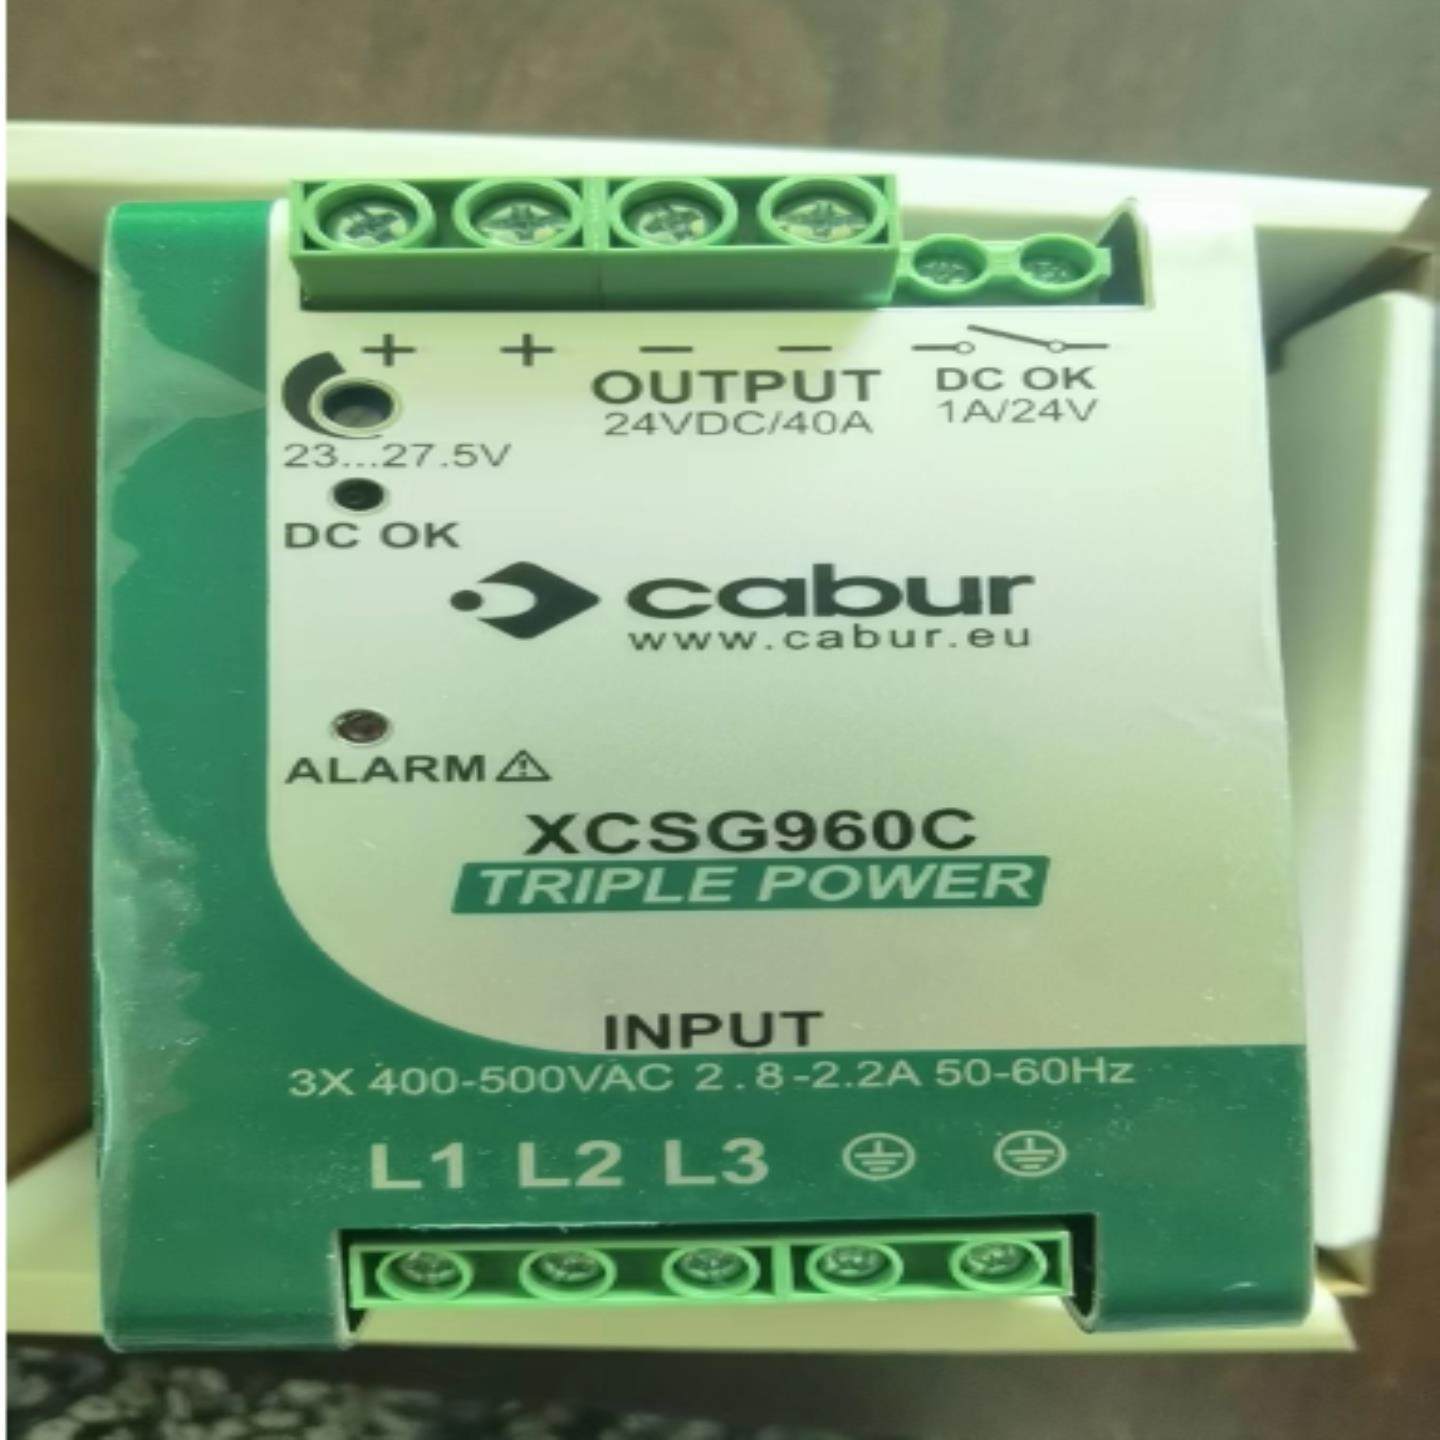 + + − −
OUTPUT DC OK
24VDC/40A 1A/24V
23...27.5V
DC OK
cabur
www.cabur.eu
ALARM
XCSG960C
TRIPLE POWER
INPUT
3X 400-500VAC 2.8-2.2A 50-60Hz
L1 L2 L3